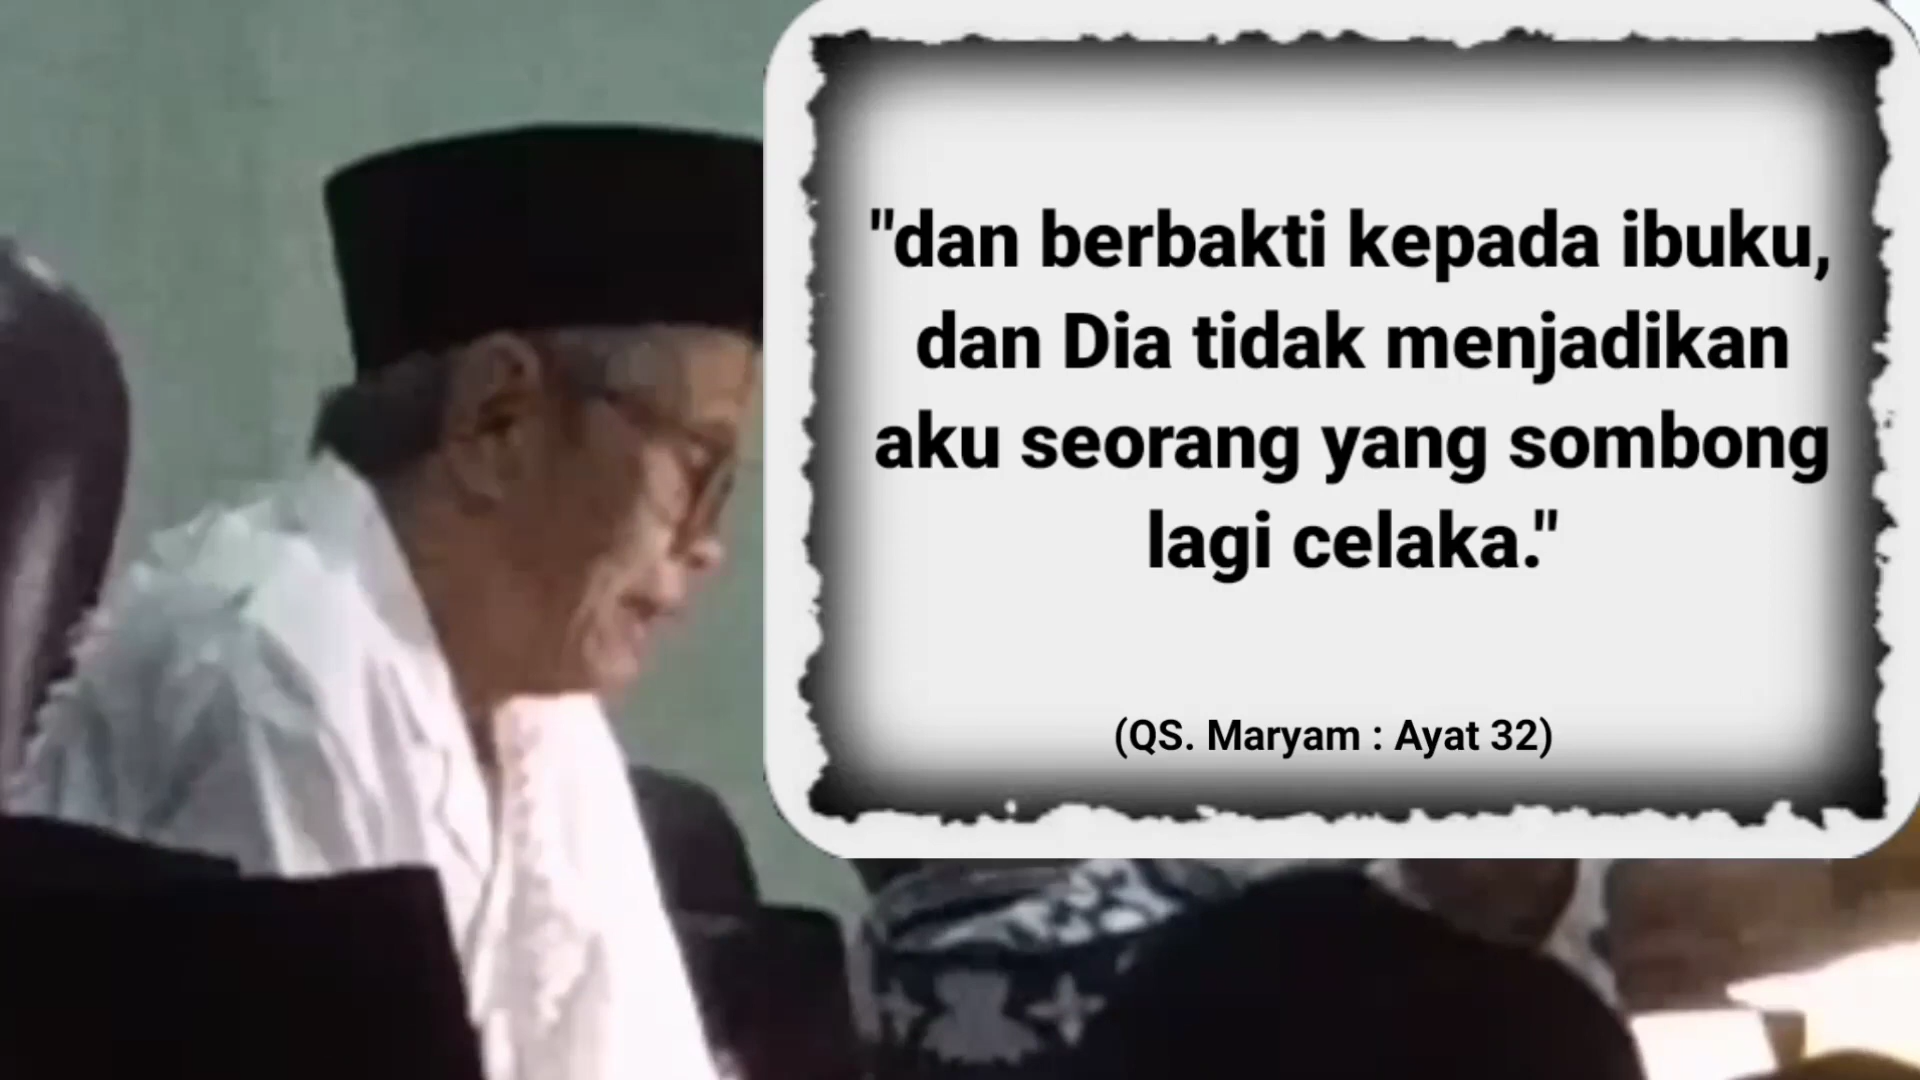 "dan berbakti kepada ibuku,
dan Dia tidak menjadikan
aku seorang yang sombong
lagi celaka."
(QS. Maryam : Ayat 32)